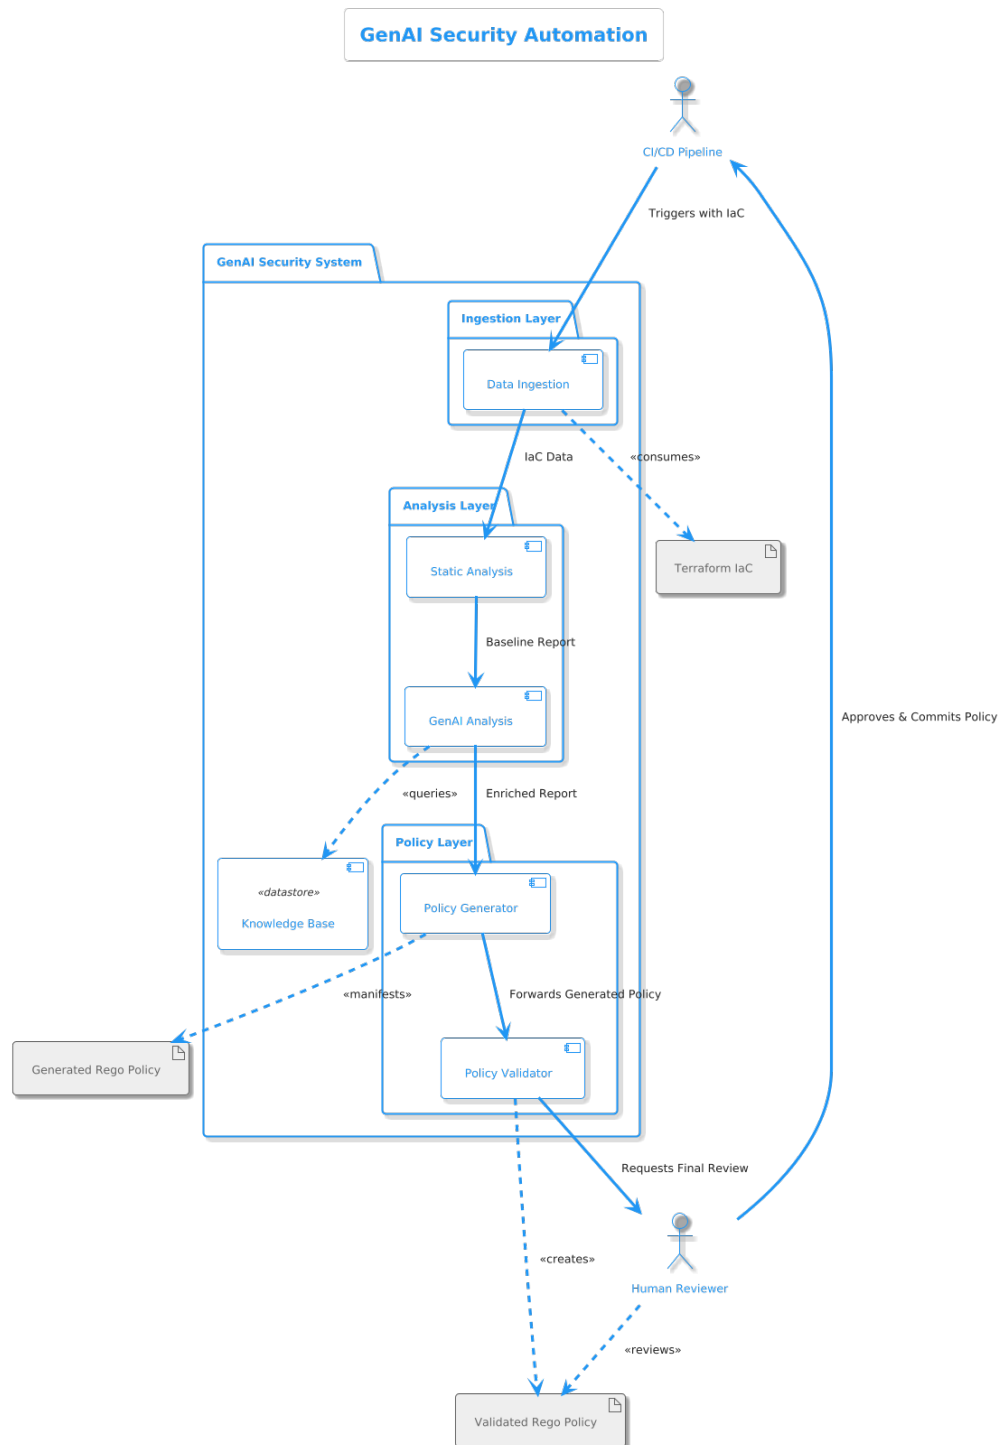 GenAI Security Automation
CI/CD Pipeline
Triggers with IaC
GenAI Security System
Ingestion Layer
Data Ingestion
IaC Data
«consumes»
Analysis Layer
Static Analysis
Terraform IaC
Baseline Report
GenAI Analysis
Approves & Commits Policy
«queries»
Enriched Report
Policy Layer
«datastore»
Knowledge Base
Policy Generator
«manifests»
Forwards Generated Policy
Generated Rego Policy
Policy Validator
Requests Final Review
«creates»
Human Reviewer
«reviews»
Validated Rego Policy